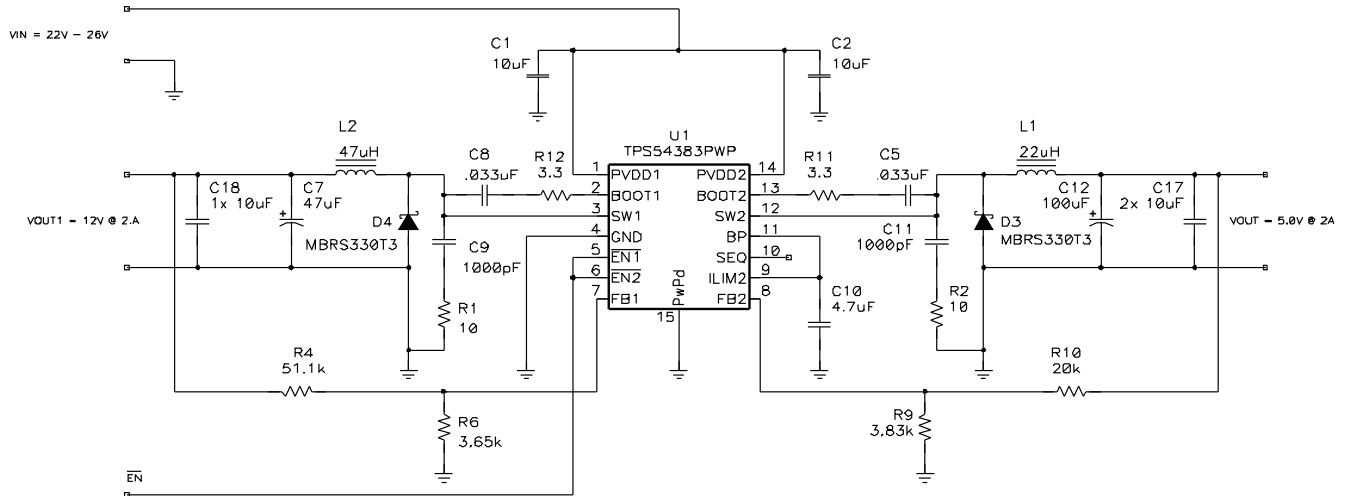 VIN = 22V - 26V
C1
10uF
C2
10uF
U1
TPS54383PWP
L2
47uH
C8
.033uF
R12
3.3
R11
3.3
C5
.033uF
L1
22uH
1 PVDD1
2 BOOT1
3 SW1
4 GND
5 EN1
6 EN2
7 FB1
PVDD2 14
BOOT2 13
SW2 12
BP 11
SEQ 10
ILIM2 9
FB2 8
PwPd
15
C18
1x 10uF
C7
47uF
D4
MBRS330T3
C9
1000pF
R1
10
VOUT1 = 12V @ 2.A
C11
1000pF
D3
MBRS330T3
C12
100uF
C17
2x 10uF
VOUT = 5.0V @ 2A
R2
10
C10
4.7uF
R4
51.1k
R6
3.65k
R10
20k
R9
3.83k
EN